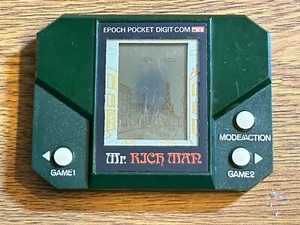 EPOCH POCKET DIGIT COM
MODE/ACTION
GAME1
Mr. RICH MAN
GAME2